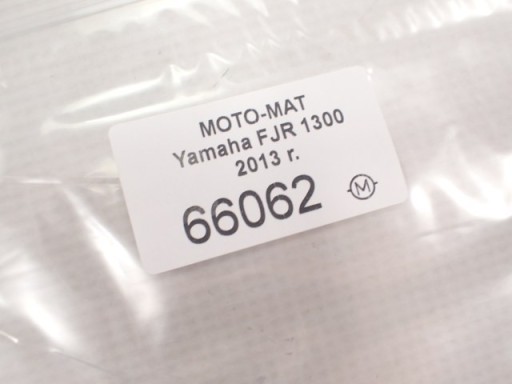 MOTO-MAT
Yamaha FJR 1300
2013 r.
66062
M